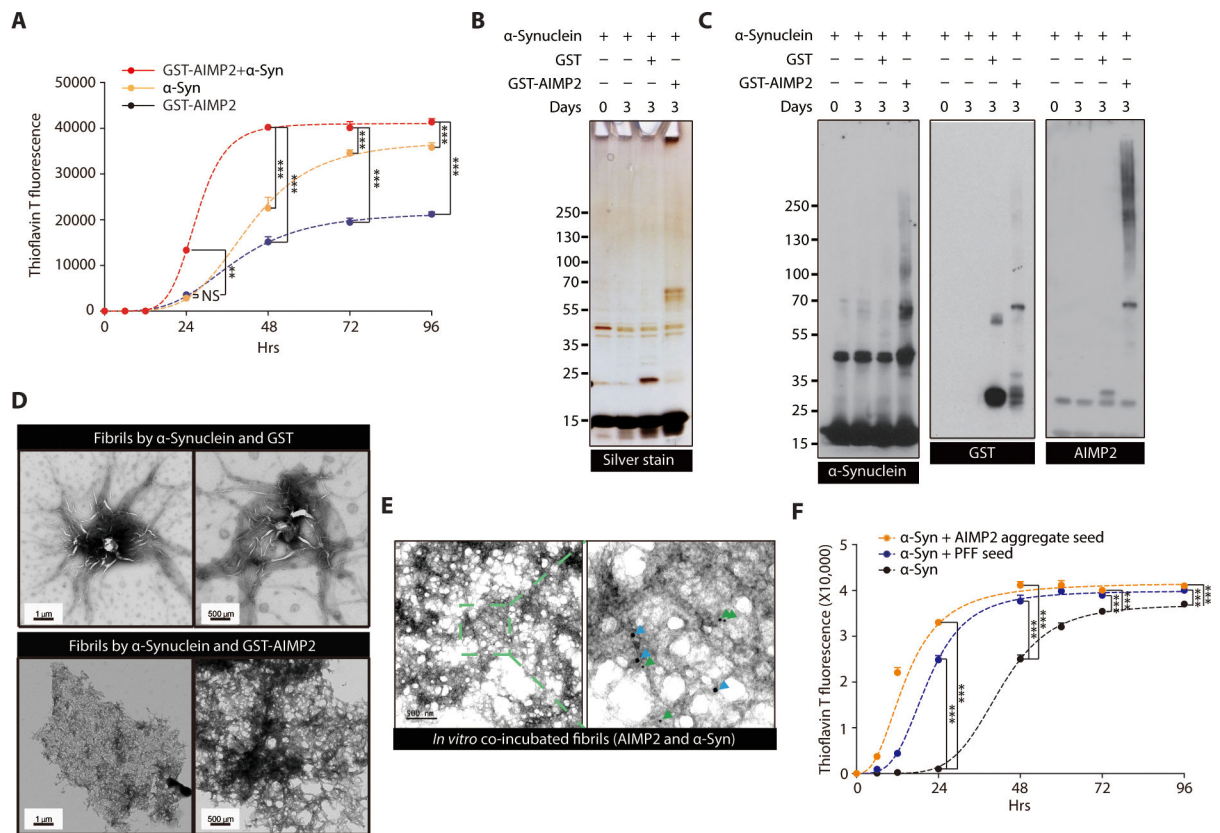 A
GST-AIMP2+α-Syn
α-Syn
GST-AIMP2
Thioflavin T fluorescence
50000
40000
30000
20000
10000
0
0 24 48 72 96
Hrs
NS
**
***
***
***
***
***
***
B
α-Synuclein + + + +
GST – – + –
GST-AIMP2 – – – +
Days 0 3 3 3
250
130
100
70
55
35
25
15
Silver stain
C
α-Synuclein + + + + + + + + + + + +
GST – – + – – – + – – – + –
GST-AIMP2 – – – + – – – + – – – +
Days 0 3 3 3 0 3 3 3 0 3 3 3
250
130
100
70
55
35
25
15
α-Synuclein
GST
AIMP2
D
Fibrils by α-Synuclein and GST
1 μm
500 μm
Fibrils by α-Synuclein and GST-AIMP2
1 μm
500 μm
E
In vitro co-incubated fibrils (AIMP2 and α-Syn)
F
α-Syn + AIMP2 aggregate seed
α-Syn + PFF seed
α-Syn
Thioflavin T fluorescence (X10,000)
5
4
3
2
1
0
0 24 48 72 96
Hrs
***
***
***
***
***
**
***
***